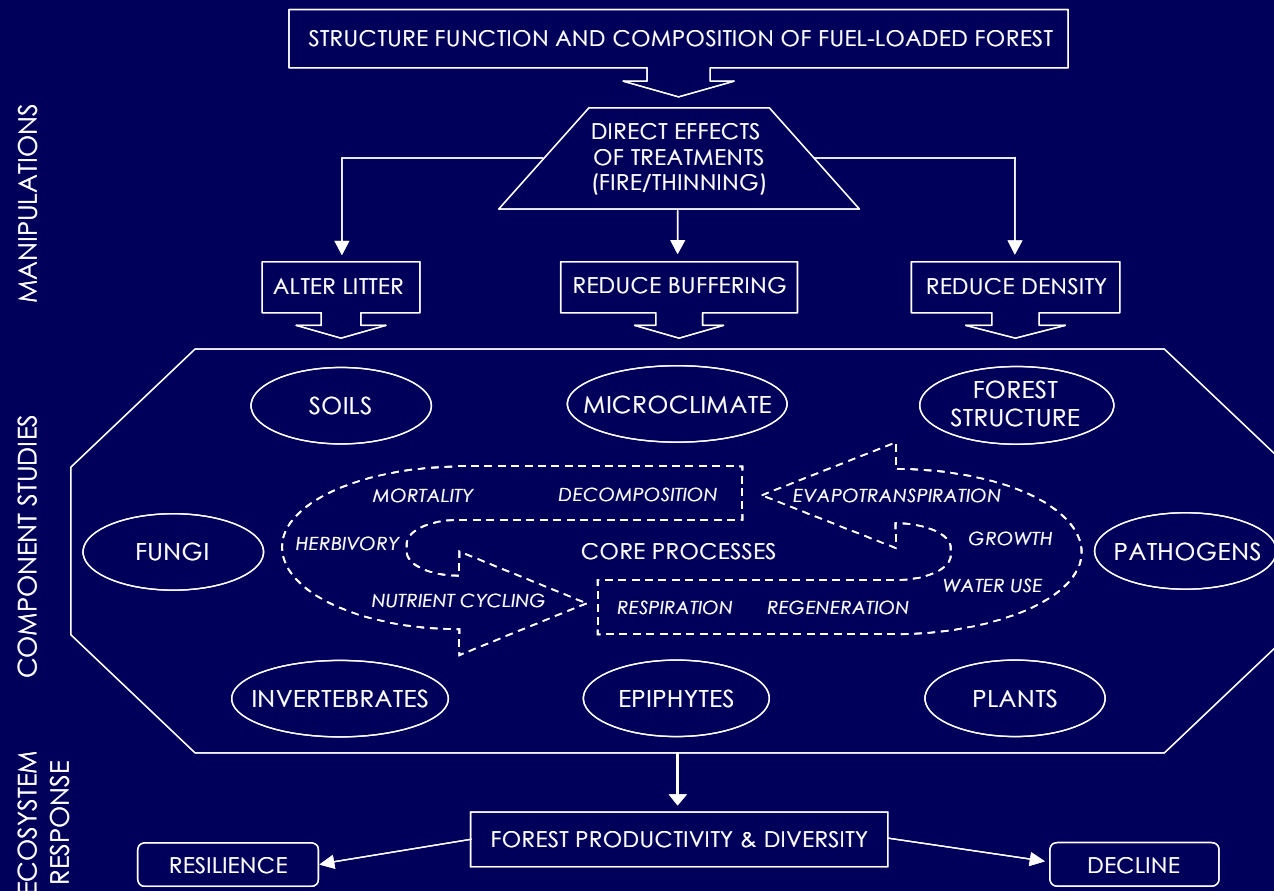 STRUCTURE FUNCTION AND COMPOSITION OF FUEL-LOADED FOREST
MANIPULATIONS
DIRECT EFFECTS
OF TREATMENTS
(FIRE/THINNING)
ALTER LITTER
REDUCE BUFFERING
REDUCE DENSITY
COMPONENT STUDIES
SOILS
MICROCLIMATE
FOREST
STRUCTURE
MORTALITY
DECOMPOSITION
EVAPOTRANSPIRATION
FUNGI
HERBIVORY
CORE PROCESSES
GROWTH
PATHOGENS
NUTRIENT CYCLING
RESPIRATION
REGENERATION
WATER USE
INVERTEBRATES
EPIPHYTES
PLANTS
ECOSYSTEM
RESPONSE
FOREST PRODUCTIVITY & DIVERSITY
RESILIENCE
DECLINE